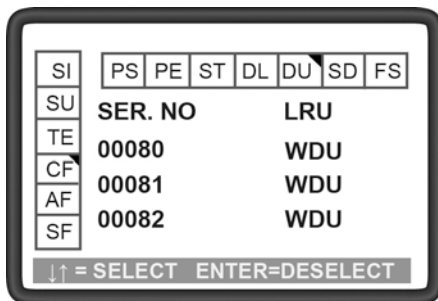 SI
SU
TE
CF
AF
SF
PS PE ST DL DU SD FS
SER. NO LRU
00080 WDU
00081 WDU
00082 WDU
↓↑ = SELECT ENTER=DESELECT